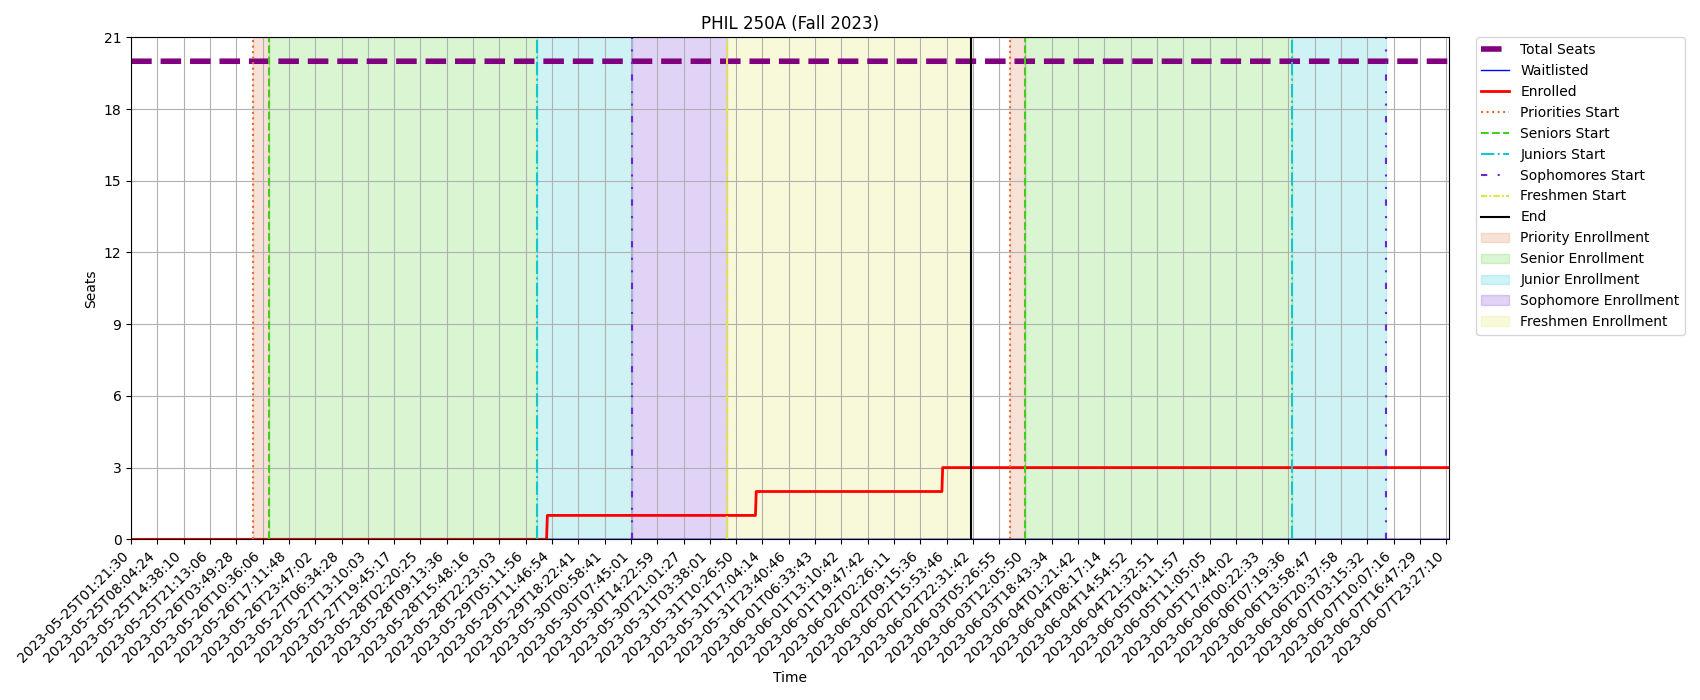 PHIL 250A (Fall 2023)
21
18
15
12
9
6
3
0
Seats
2023-05-25T01:21:30
2023-05-25T08:04:24
2023-05-25T14:38:10
2023-05-25T21:13:06
2023-05-26T03:49:28
2023-05-26T10:36:06
2023-05-26T17:11:48
2023-05-26T23:47:02
2023-05-27T06:34:28
2023-05-27T13:10:03
2023-05-27T19:45:17
2023-05-28T02:20:25
2023-05-28T09:13:36
2023-05-28T15:48:16
2023-05-28T22:23:03
2023-05-29T05:11:56
2023-05-29T11:46:54
2023-05-29T18:22:41
2023-05-30T00:58:41
2023-05-30T07:45:01
2023-05-30T14:22:59
2023-05-30T21:01:27
2023-05-31T03:38:01
2023-05-31T10:26:50
2023-05-31T17:04:14
2023-05-31T23:40:46
2023-06-01T06:33:43
2023-06-01T13:10:42
2023-06-01T19:47:42
2023-06-02T02:26:11
2023-06-02T09:15:36
2023-06-02T15:53:46
2023-06-02T22:31:42
2023-06-03T05:26:55
2023-06-03T12:05:50
2023-06-03T18:43:34
2023-06-04T01:21:42
2023-06-04T08:17:14
2023-06-04T14:54:52
2023-06-04T21:32:51
2023-06-05T04:11:57
2023-06-05T11:05:05
2023-06-05T17:44:02
2023-06-06T00:22:33
2023-06-06T07:19:36
2023-06-06T13:58:47
2023-06-06T20:37:58
2023-06-07T03:15:32
2023-06-07T10:07:16
2023-06-07T16:47:29
2023-06-07T23:27:10
Time
Total Seats
Waitlisted
Enrolled
Priorities Start
Seniors Start
Juniors Start
Sophomores Start
Freshmen Start
End
Priority Enrollment
Senior Enrollment
Junior Enrollment
Sophomore Enrollment
Freshmen Enrollment